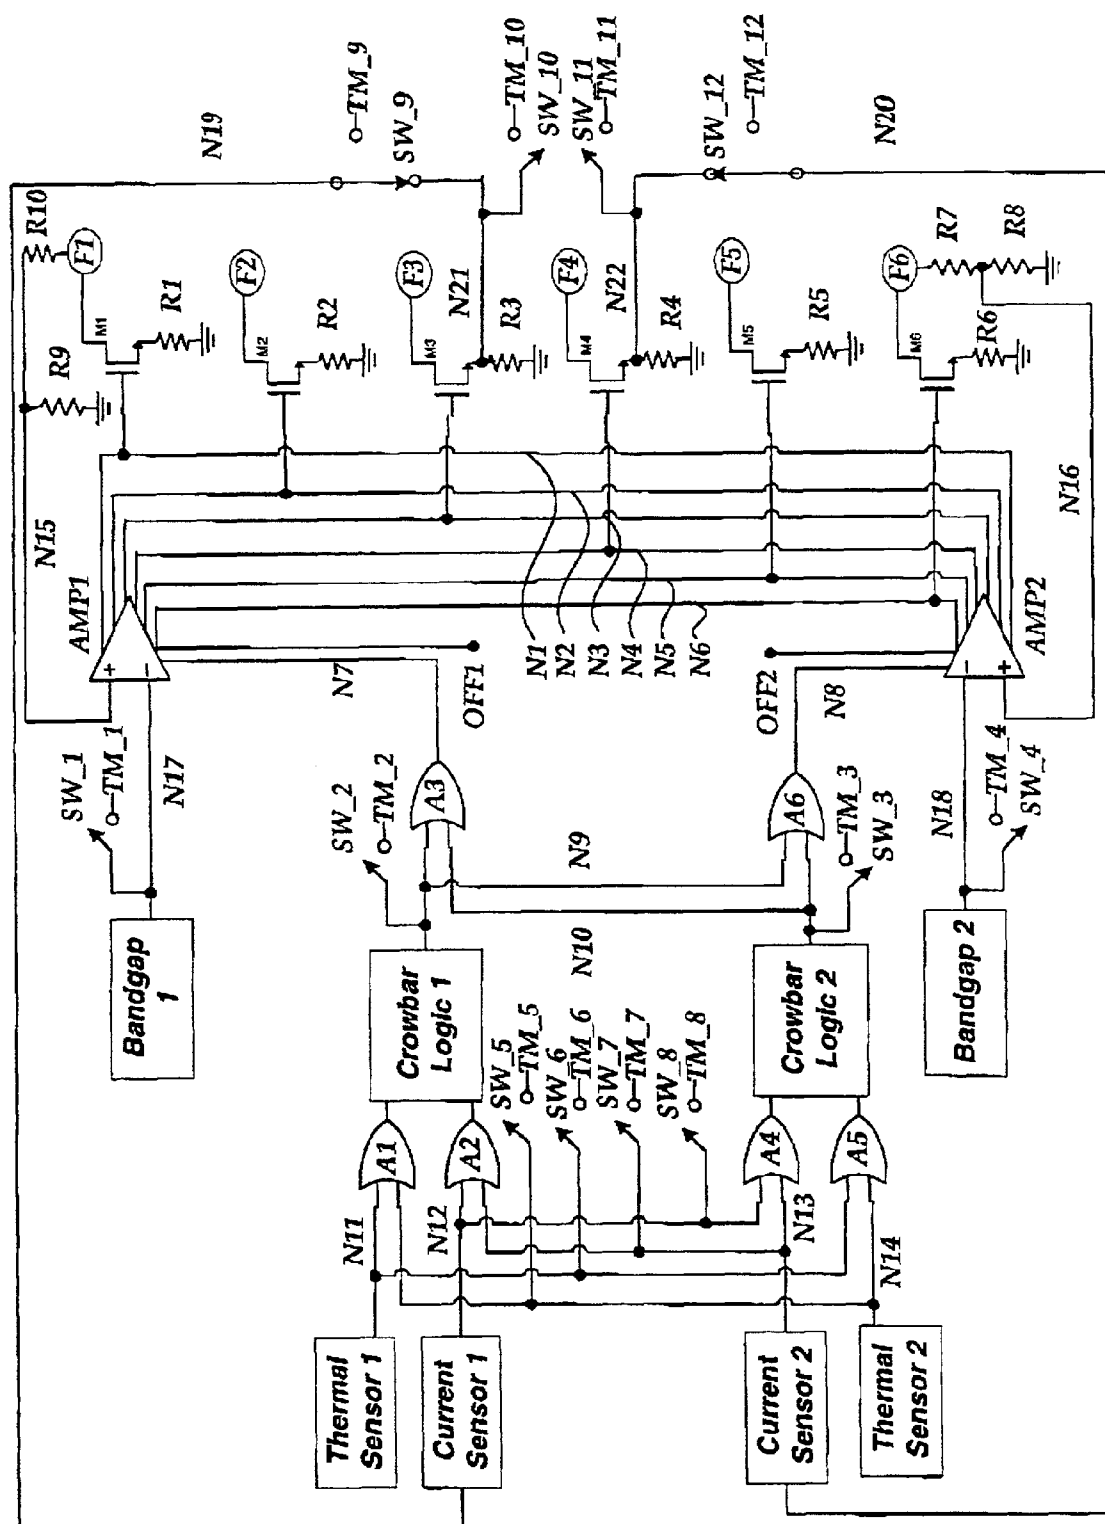 Thermal
Sensor 1
Current
Sensor 1
Current
Sensor 2
Thermal
Sensor 2
N11
N12
N13
N14
A1
A2
A4
A5
SW_5
TM_5
SW_6
TM_6
SW_7
TM_7
SW_8
TM_8
Bandgap
1
Crowbar
Logic 1
Crowbar
Logic 2
Bandgap 2
N10
N9
SW_1
TM_1
N17
SW_2
TM_2
TM_3
SW_3
N18
TM_4
SW_4
A3
A6
N7
OFF1
OFF2
N8
AMP1
+
−
AMP2
−
+
N1
N2
N3
N4
N5
N6
N15
N16
R9
R10
F1
M1
R1
F2
M2
R2
F3
M3
R3
N21
F4
M4
R4
N22
F5
M5
R5
F6
M6
R6
R7
R8
N19
TM_9
SW_9
TM_10
SW_10
SW_11
TM_11
SW_12
TM_12
N20